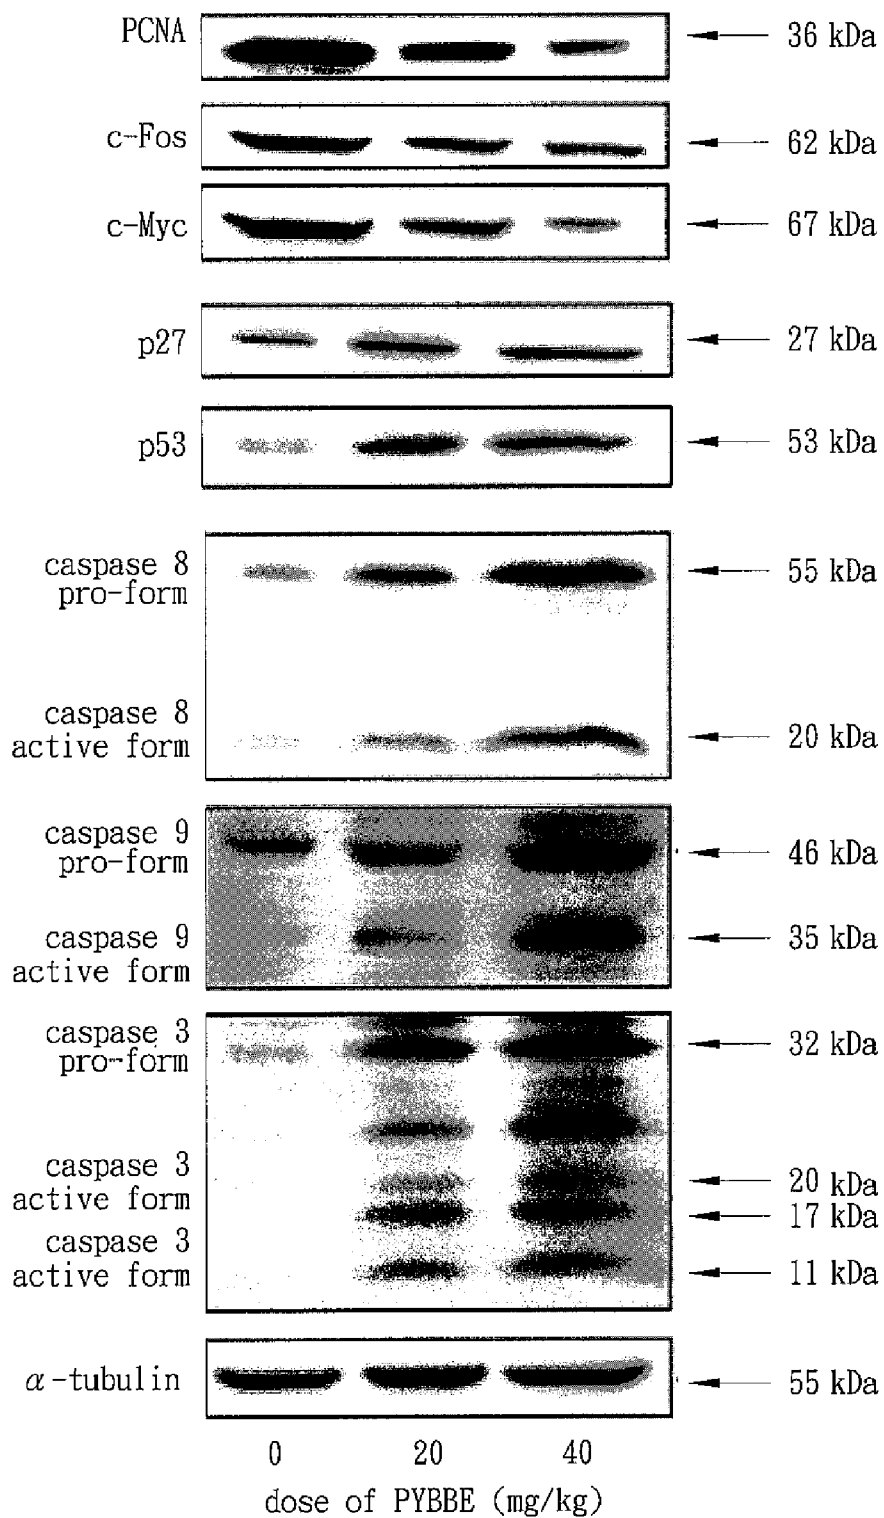 PCNA 36 kDa
c-Fos 62 kDa
c-Myc 67 kDa
p27 27 kDa
p53 53 kDa
caspase 8
pro-form 55 kDa
caspase 8
active form 20 kDa
caspase 9
pro-form 46 kDa
caspase 9 35 kDa
active form
caspase 3 32 kDa
pro-form
caspase 3
active form 20 kDa
17 kDa
caspase 3
active form 11 kDa
α-tubulin 55 kDa
0 20 40
dose of PYBBE (mg/kg)